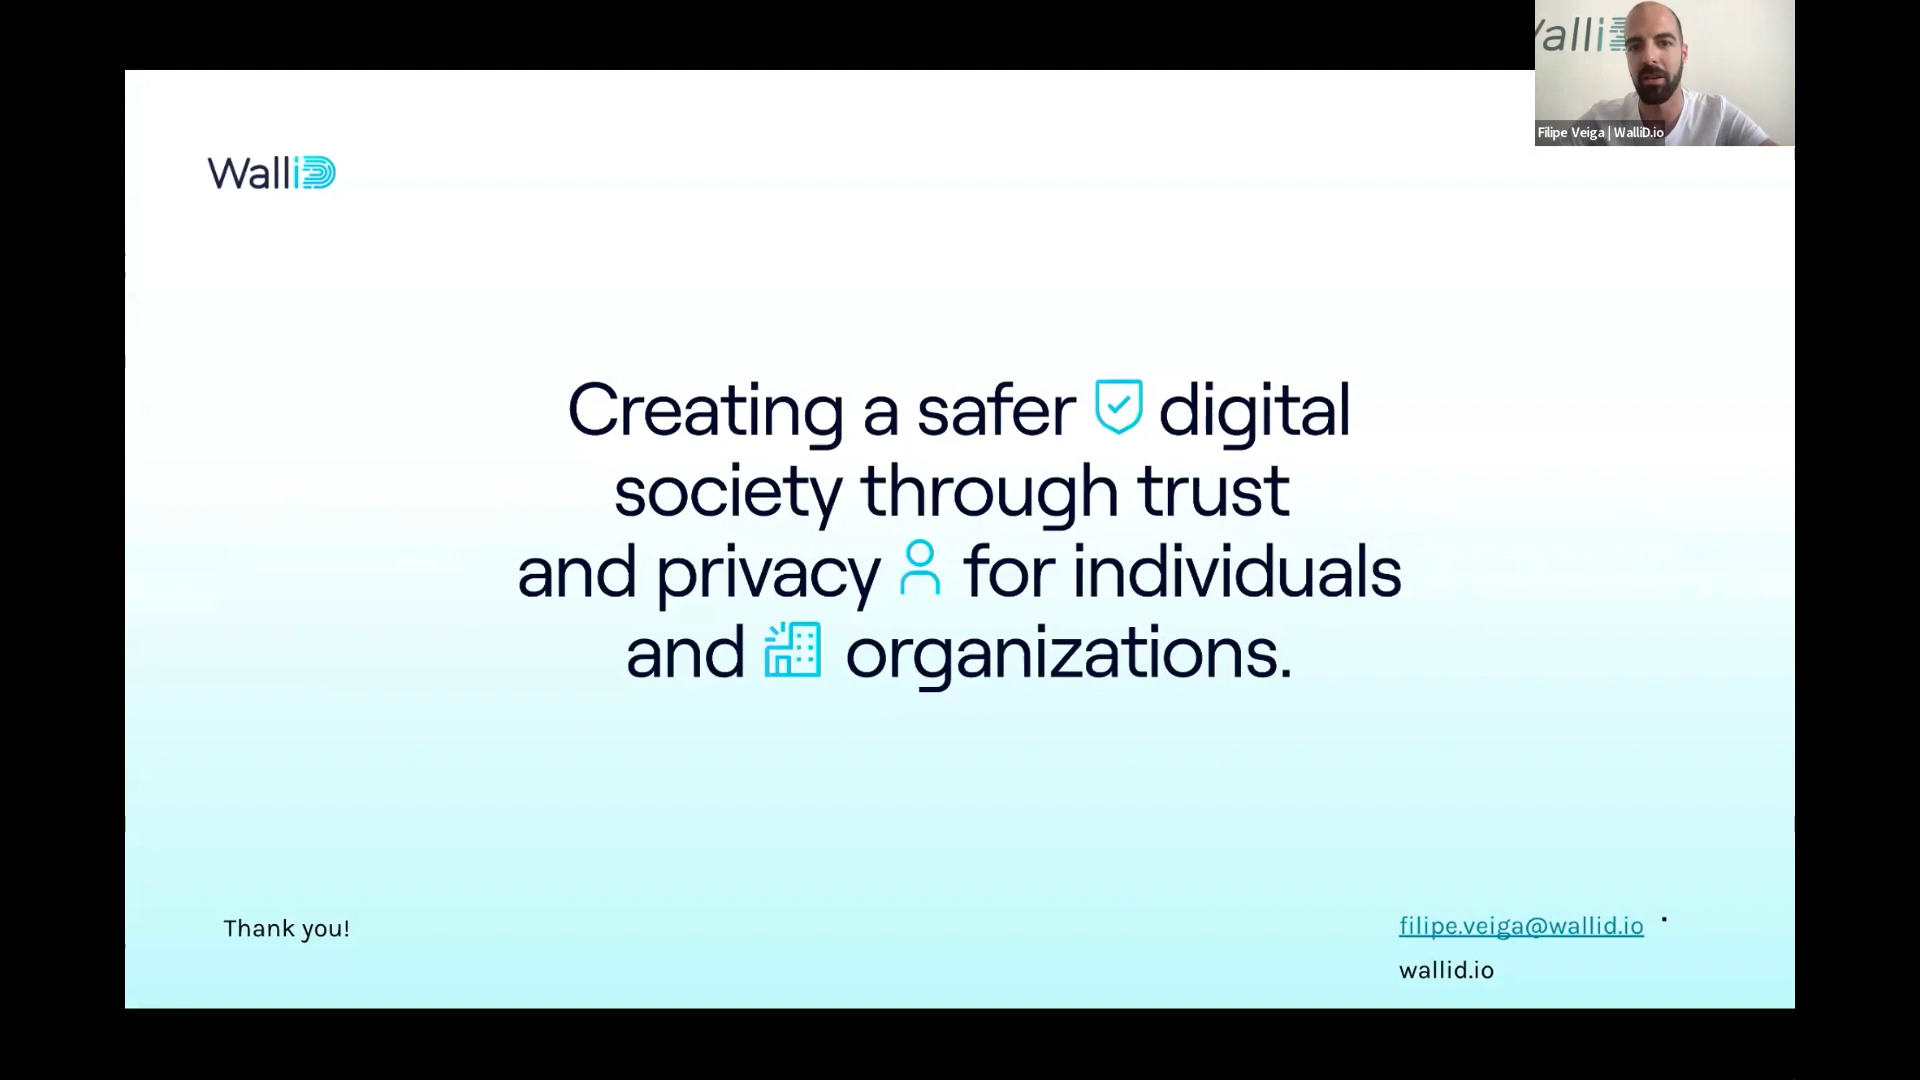 WalliD
Filipe Veiga | WalliD.io
WalliD
Creating a safer digital
society through trust
and privacy for individuals
and organizations.
Thank you!
filipe.veiga@wallid.io
wallid.io